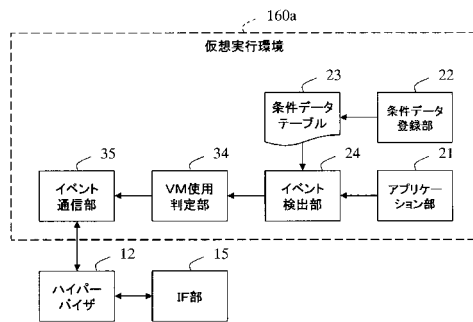 160a
仮想実行環境
23
22
条件データ
テーブル
条件データ
登録部
35
34
24
21
イベント
通信部
VM使用
判定部
イベント
検出部
アプリケー
ション部
12
15
ハイパー
バイザ
IF部